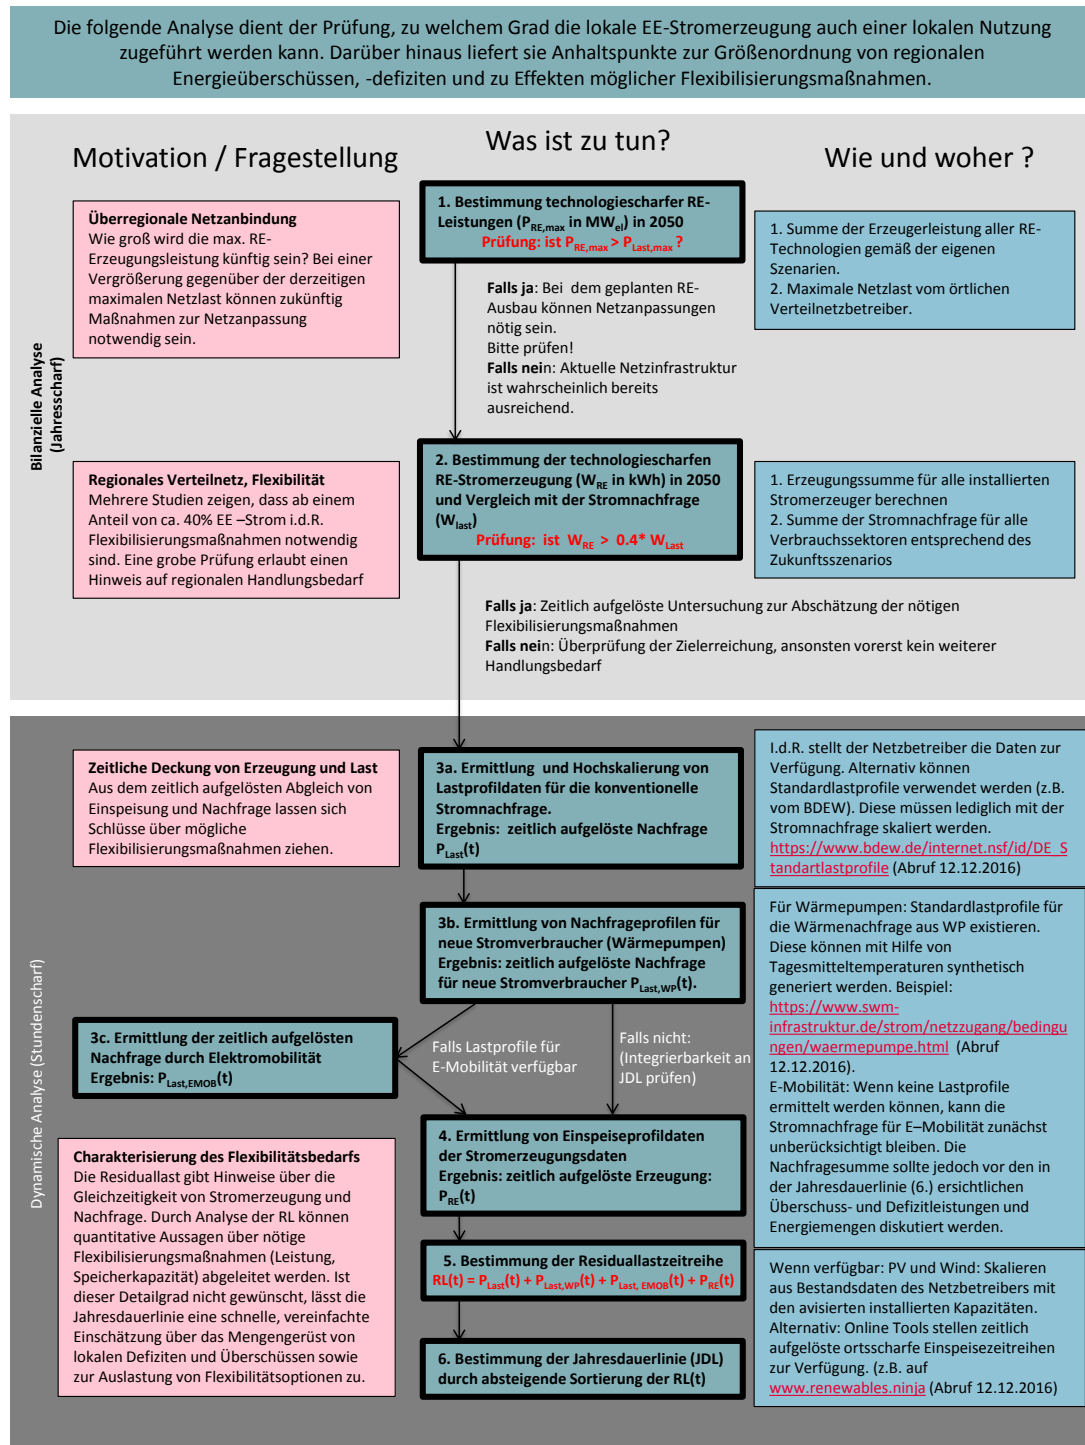 Die folgende Analyse dient der Prüfung, zu welchem Grad die lokale EE-Stromerzeugung auch einer lokalen Nutzung
zugeführt werden kann. Darüber hinaus liefert sie Anhaltspunkte zur Größenordnung von regionalen
Energieüberschüssen, -defiziten und zu Effekten möglicher Flexibilisierungsmaßnahmen.
Motivation / Fragestellung
Was ist zu tun?
Wie und woher ?
Bilanzielle Analyse
(Jahresscharf)
Überregionale Netzanbindung
Wie groß wird die max. RE-
Erzeugungsleistung künftig sein? Bei einer
Vergrößerung gegenüber der derzeitigen
maximalen Netzlast können zukünftig
Maßnahmen zur Netzanpassung
notwendig sein.
1. Bestimmung technologiescharfer RE-
Leistungen (P_RE,max in MW_el) in 2050
Prüfung: ist P_RE,max > P_Last,max ?
1. Summe der Erzeugerleistung aller RE-
Technologien gemäß der eigenen
Szenarien.
2. Maximale Netzlast vom örtlichen
Verteilnetzbetreiber.
Falls ja: Bei dem geplanten RE-
Ausbau können Netzanpassungen
nötig sein.
Bitte prüfen!
Falls nein: Aktuelle Netzinfrastruktur
ist wahrscheinlich bereits
ausreichend.
Regionales Verteilnetz, Flexibilität
Mehrere Studien zeigen, dass ab einem
Anteil von ca. 40% EE –Strom i.d.R.
Flexibilisierungsmaßnahmen notwendig
sind. Eine grobe Prüfung erlaubt einen
Hinweis auf regionalen Handlungsbedarf
2. Bestimmung der technologiescharfen
RE-Stromerzeugung (W_RE in kWh) in 2050
und Vergleich mit der Stromnachfrage
(W_last)
Prüfung: ist W_RE > 0.4* W_Last
1. Erzeugungssumme für alle installierten
Stromerzeuger berechnen
2. Summe der Stromnachfrage für alle
Verbrauchssektoren entsprechend des
Zukunftsszenarios
Falls ja: Zeitlich aufgelöste Untersuchung zur Abschätzung der nötigen
Flexibilisierungsmaßnahmen
Falls nein: Überprüfung der Zielerreichung, ansonsten vorerst kein weiterer
Handlungsbedarf
Dynamische Analyse (Stundenscharf)
Zeitliche Deckung von Erzeugung und Last
Aus dem zeitlich aufgelösten Abgleich von
Einspeisung und Nachfrage lassen sich
Schlüsse über mögliche
Flexibilisierungsmaßnahmen ziehen.
3a. Ermittlung und Hochskalierung von
Lastprofildaten für die konventionelle
Stromnachfrage.
Ergebnis: zeitlich aufgelöste Nachfrage
P_Last(t)
I.d.R. stellt der Netzbetreiber die Daten zur
Verfügung. Alternativ können
Standardlastprofile verwendet werden (z.B.
vom BDEW). Diese müssen lediglich mit der
Stromnachfrage skaliert werden.
https://www.bdew.de/internet.nsf/id/DE_S
tandartlastprofile (Abruf 12.12.2016)
3b. Ermittlung von Nachfrageprofilen für
neue Stromverbraucher (Wärmepumpen)
Ergebnis: zeitlich aufgelöste Nachfrage
für neue Stromverbraucher P_Last,WP(t).
Für Wärmepumpen: Standardlastprofile für
die Wärmenachfrage aus WP existieren.
Diese können mit Hilfe von
Tagesmitteltemperaturen synthetisch
generiert werden. Beispiel:
https://www.swm-
infrastruktur.de/strom/netzzugang/bedingu
ngen/waermepumpe.html (Abruf
12.12.2016).
E-Mobilität: Wenn keine Lastprofile
ermittelt werden können, kann die
Stromnachfrage für E–Mobilität zunächst
unberücksichtigt bleiben. Die
Nachfragesumme sollte jedoch vor den in
der Jahresdauerlinie (6.) ersichtlichen
Überschuss- und Defizitleistungen und
Energiemengen diskutiert werden.
3c. Ermittlung der zeitlich aufgelösten
Nachfrage durch Elektromobilität
Ergebnis: P_Last,EMOB(t)
Falls Lastprofile für
E-Mobilität verfügbar
Falls nicht:
(Integrierbarkeit an
JDL prüfen)
Charakterisierung des Flexibilitätsbedarfs
Die Residuallast gibt Hinweise über die
Gleichzeitigkeit von Stromerzeugung und
Nachfrage. Durch Analyse der RL können
quantitative Aussagen über nötige
Flexibilisierungsmaßnahmen (Leistung,
Speicherkapazität) abgeleitet werden. Ist
dieser Detailgrad nicht gewünscht, lässt die
Jahresdauerlinie eine schnelle, vereinfachte
Einschätzung über das Mengengerüst von
lokalen Defiziten und Überschüssen sowie
zur Auslastung von Flexibilitätsoptionen zu.
4. Ermittlung von Einspeiseprofildaten
der Stromerzeugungsdaten
Ergebnis: zeitlich aufgelöste Erzeugung:
P_RE(t)
5. Bestimmung der Residuallastzeitreihe
RL(t) = P_Last(t) + P_Last,WP(t) + P_Last, EMOB(t) + P_RE(t)
6. Bestimmung der Jahresdauerlinie (JDL)
durch absteigende Sortierung der RL(t)
Wenn verfügbar: PV und Wind: Skalieren
aus Bestandsdaten des Netzbetreibers mit
den avisierten installierten Kapazitäten.
Alternativ: Online Tools stellen zeitlich
aufgelöste ortsscharfe Einspeisezeitreihen
zur Verfügung. (z.B. auf
www.renewables.ninja (Abruf 12.12.2016)